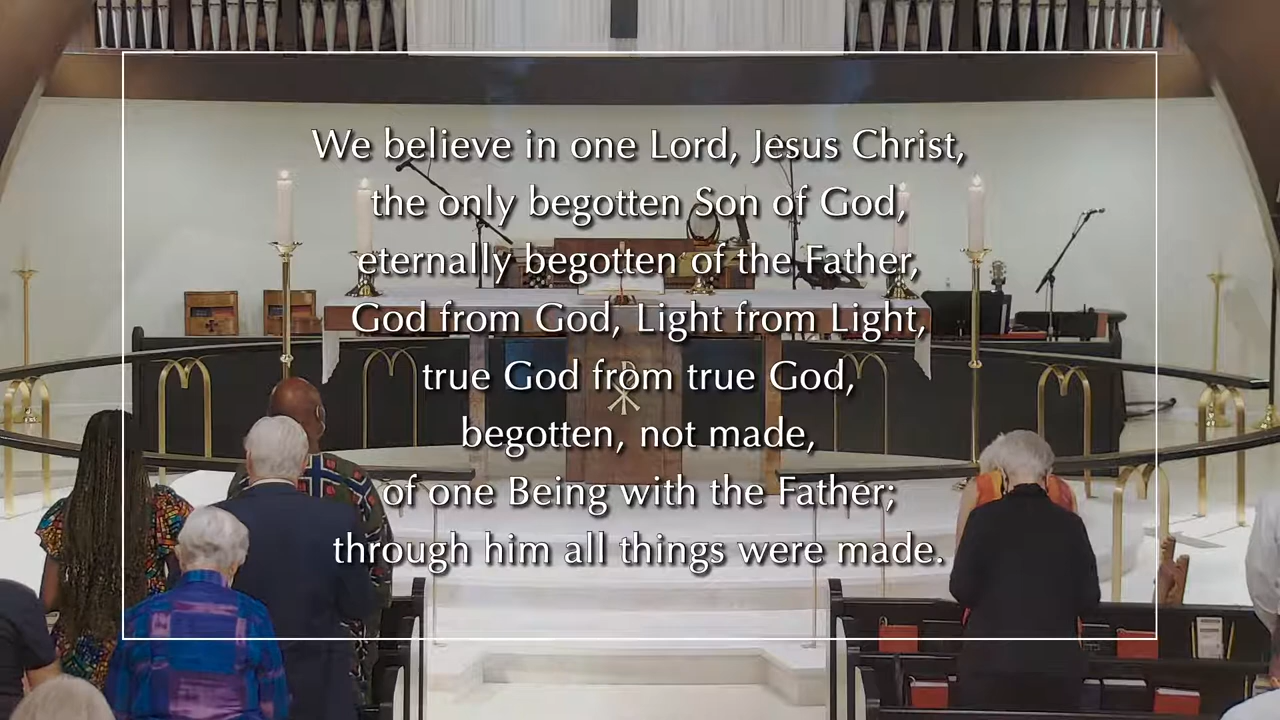 We believe in one Lord, Jesus Christ,
the only begotten Son of God,
eternally begotten of the Father,
God from God, Light from Light,
true God from true God,
begotten, not made,
of one Being with the Father;
through him all things were made.